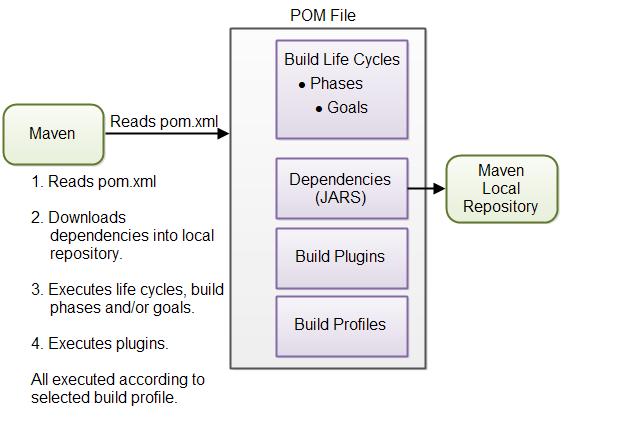 POM File
Build Life Cycles
• Phases
• Goals
Maven
Reads pom.xml
Dependencies
(JARS)
Maven
Local
Repository
Build Plugins
Build Profiles
1. Reads pom.xml
2. Downloads
dependencies into local
repository.
3. Executes life cycles, build
phases and/or goals.
4. Executes plugins.
All executed according to
selected build profile.